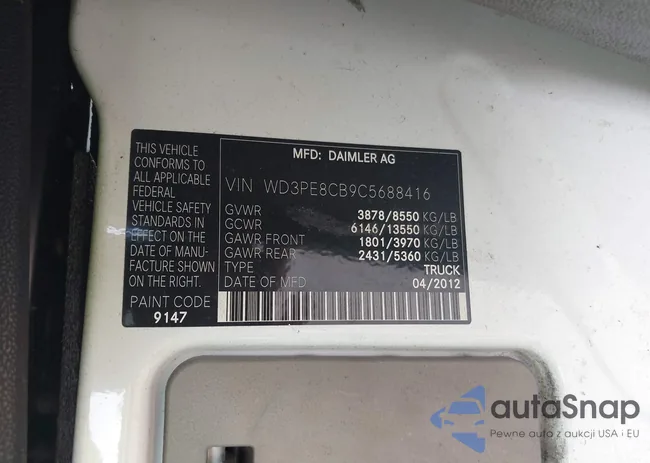 MFD: DAIMLER AG
THIS VEHICLE
CONFORMS TO
ALL APPLICABLE
FEDERAL
VEHICLE SAFETY
STANDARDS IN
EFFECT ON THE
DATE OF MANU-
FACTURE SHOWN
ON THE RIGHT.
PAINT CODE
9147
VIN WD3PE8CB9C5688416
GVWR 3878/8550 KG/LB
GCWR 6146/13550 KG/LB
GAWR FRONT 1801/3970 KG/LB
GAWR REAR 2431/5360 KG/LB
TYPE TRUCK
DATE OF MFD 04/2012
autoSnap
Pewne auta z aukcji USA i EU